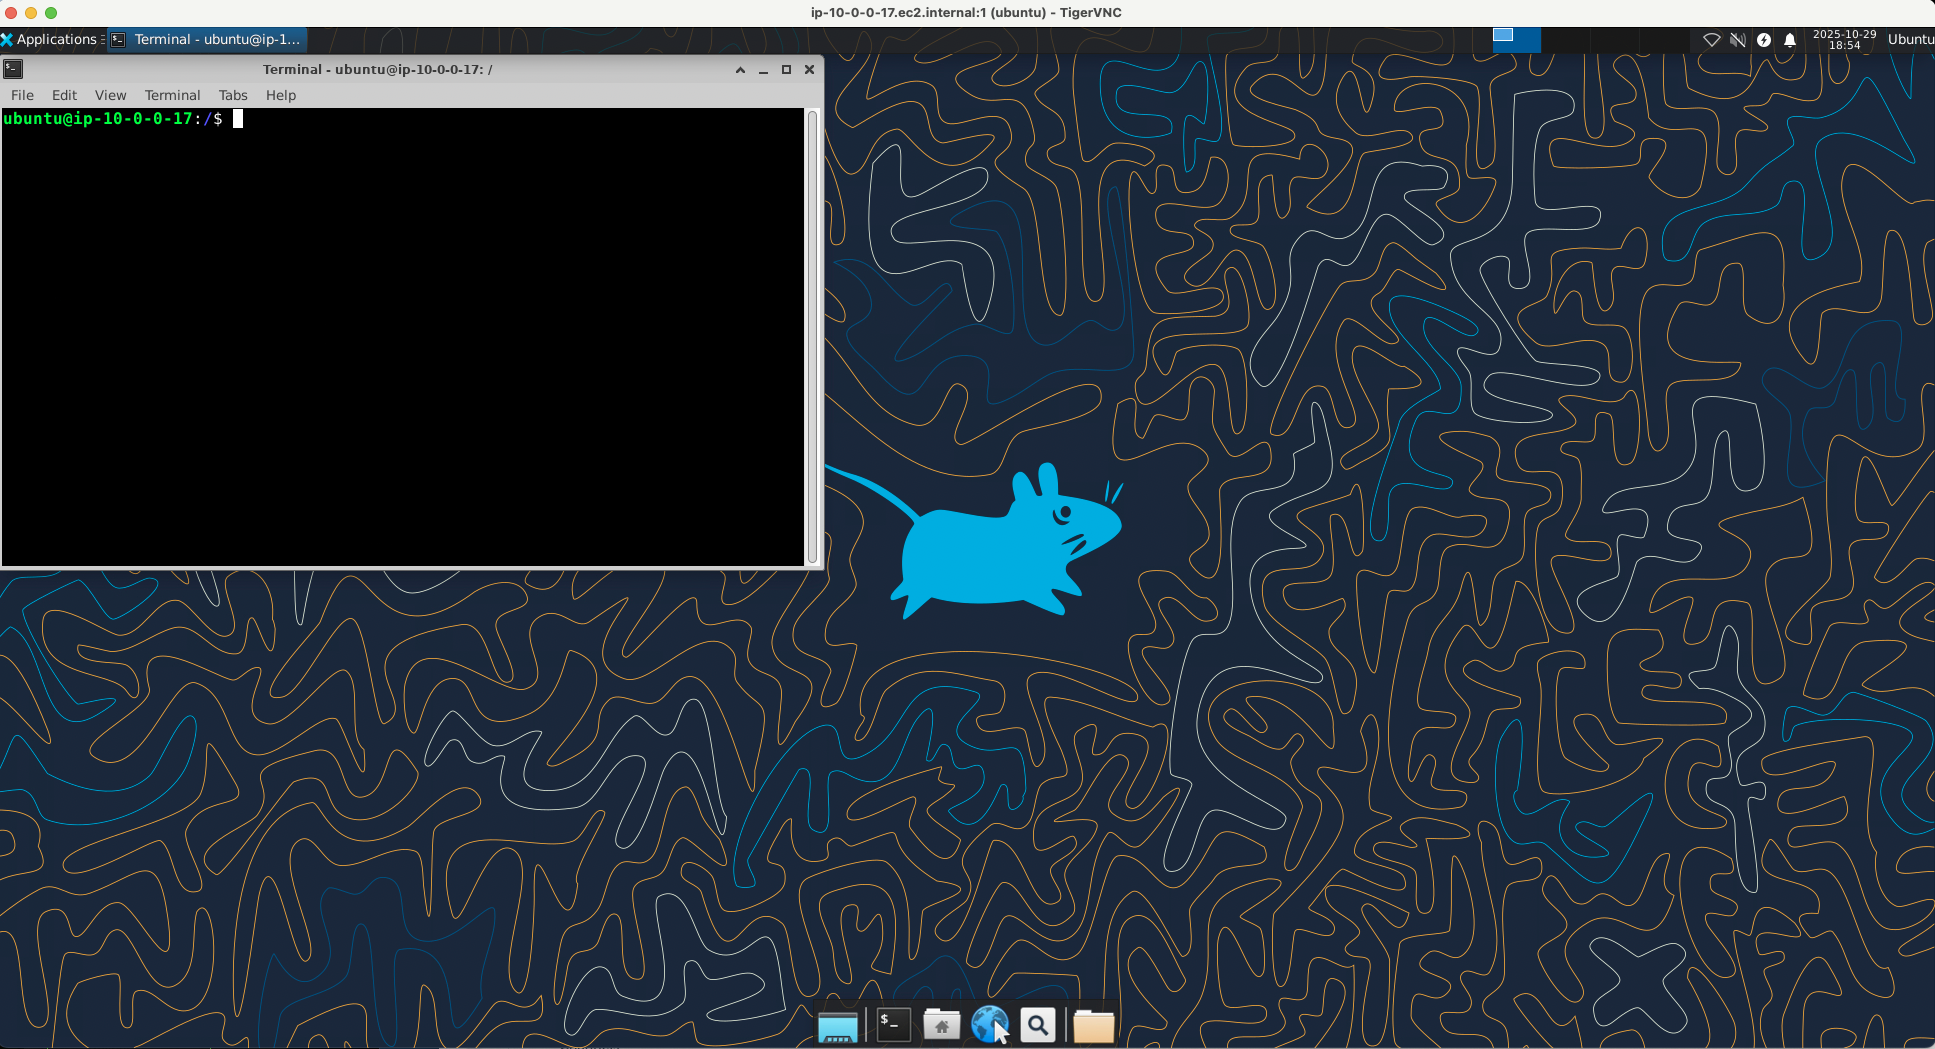 ip-10-0-0-17.ec2.internal:1 (ubuntu) - TigerVNC
Applications
Terminal - ubuntu@ip-1...
2025-10-29
18:54
Ubuntu
Terminal - ubuntu@ip-10-0-0-17: /
File Edit View Terminal Tabs Help
ubuntu@ip-10-0-0-17:/$